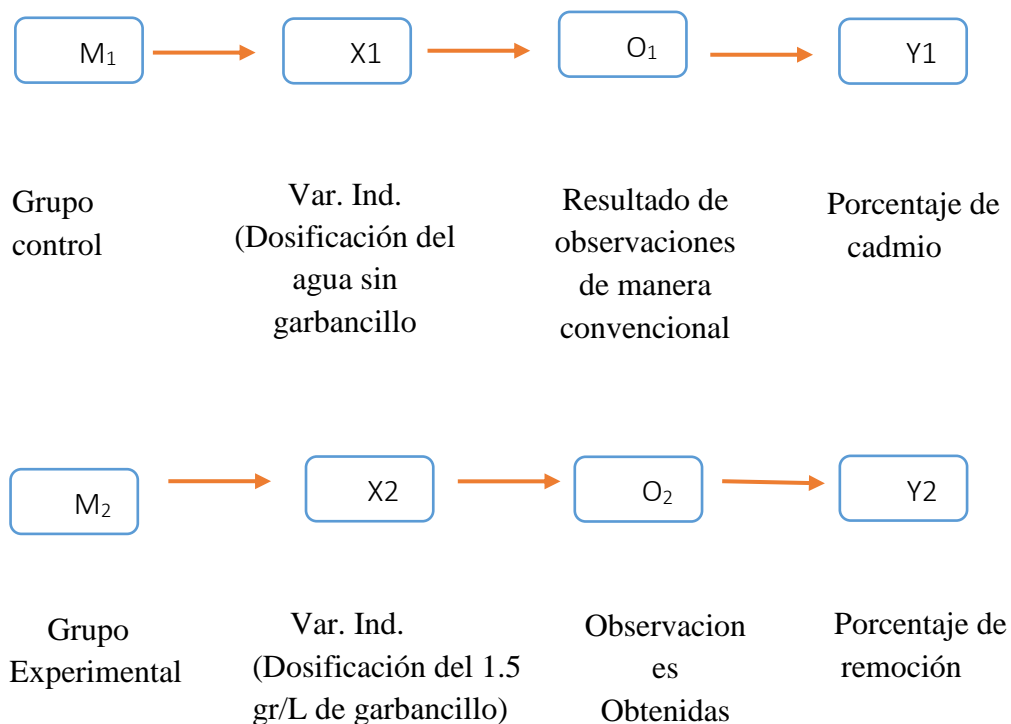 M₁ X1 O₁ Y1
Grupo
control
Var. Ind.
(Dosificación del
agua sin
garbancillo
Resultado de
observaciones
de manera
convencional
Porcentaje de
cadmio
M₂ X2 O₂ Y2
Grupo
Experimental
Var. Ind.
(Dosificación del 1.5
gr/L de garbancillo)
Observacion
es
Obtenidas
Porcentaje de
remoción